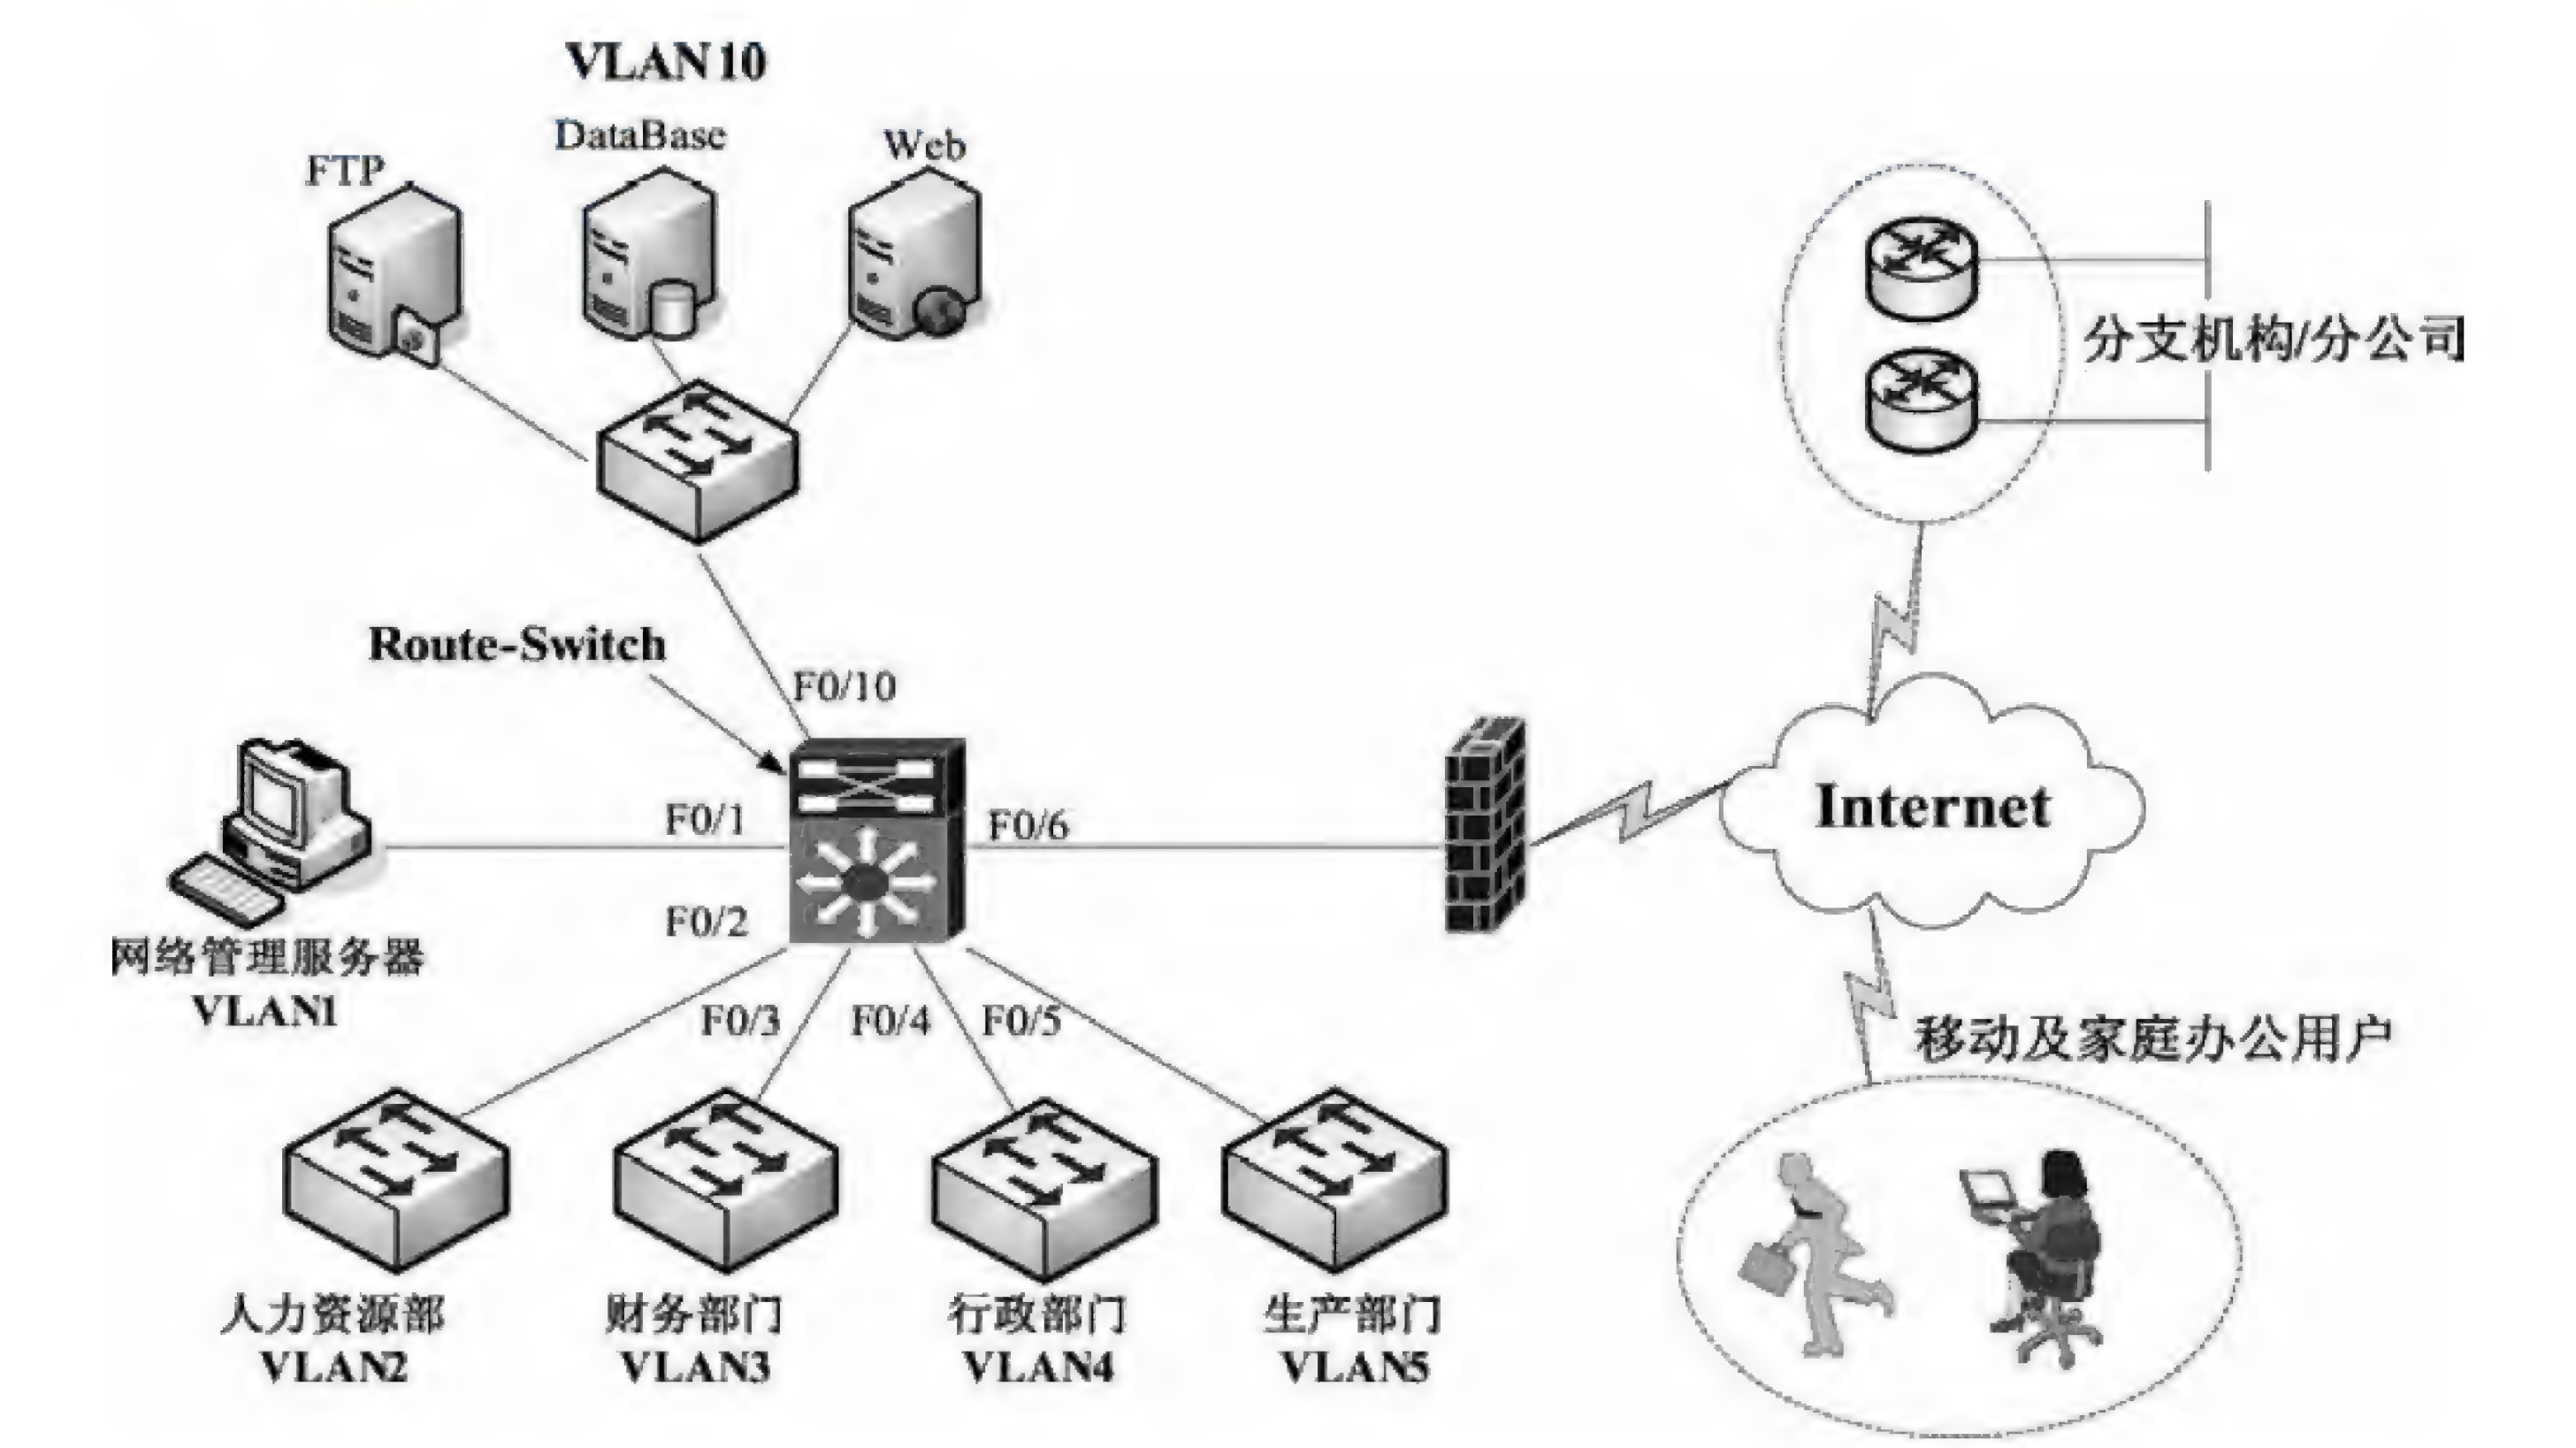 VLAN10
DataBase
Web
FTP
分支机构/分公司
Route-Switch
F0/10
F0/1
F0/6
Internet
F0/2
网络管理服务器
VLAN1
F0/3
F0/4
F0/5
移动及家庭办公用户
人力资源部
VLAN2
财务部门
VLAN3
行政部门
VLAN4
生产部门
VLAN5